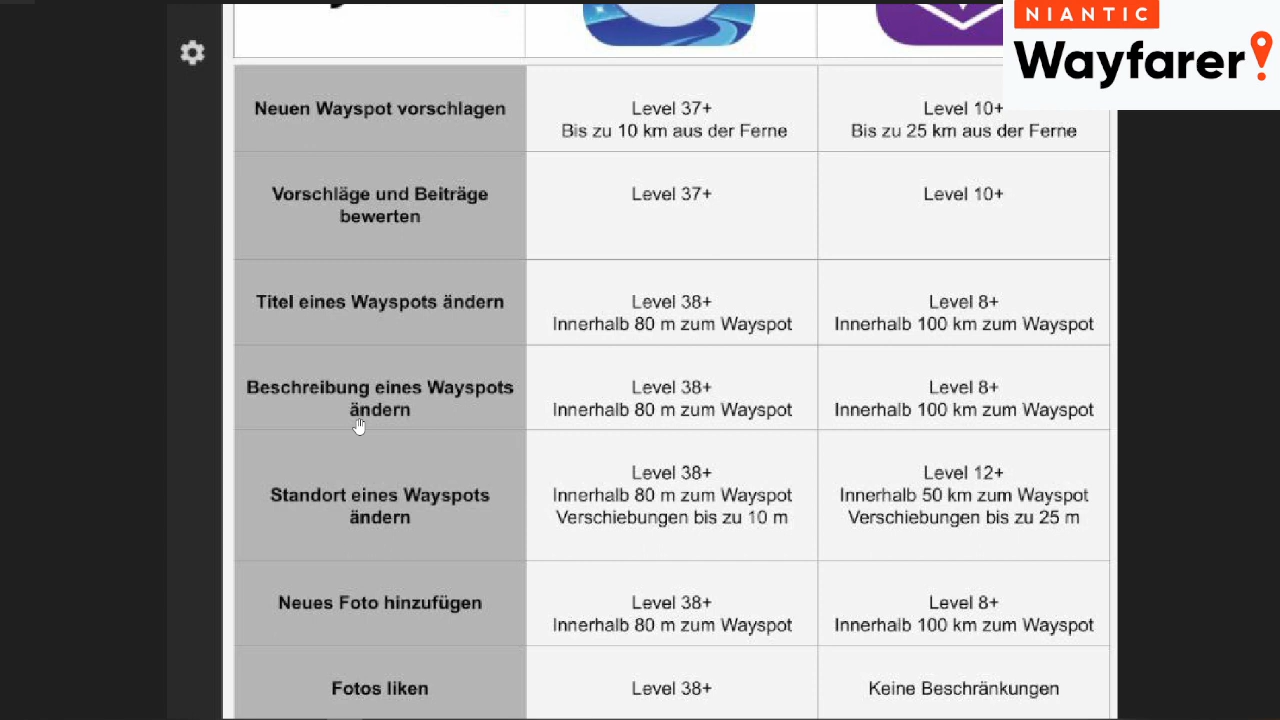 NIANTIC
Wayfarer
Neuen Wayspot vorschlagen
Level 37+
Bis zu 10 km aus der Ferne
Level 10+
Bis zu 25 km aus der Ferne
Vorschläge und Beiträge
bewerten
Level 37+
Level 10+
Titel eines Wayspots ändern
Level 38+
Innerhalb 80 m zum Wayspot
Level 8+
Innerhalb 100 km zum Wayspot
Beschreibung eines Wayspots
ändern
Level 38+
Innerhalb 80 m zum Wayspot
Level 8+
Innerhalb 100 km zum Wayspot
Standort eines Wayspots
ändern
Level 38+
Innerhalb 80 m zum Wayspot
Verschiebungen bis zu 10 m
Level 12+
Innerhalb 50 km zum Wayspot
Verschiebungen bis zu 25 m
Neues Foto hinzufügen
Level 38+
Innerhalb 80 m zum Wayspot
Level 8+
Innerhalb 100 km zum Wayspot
Fotos liken
Level 38+
Keine Beschränkungen